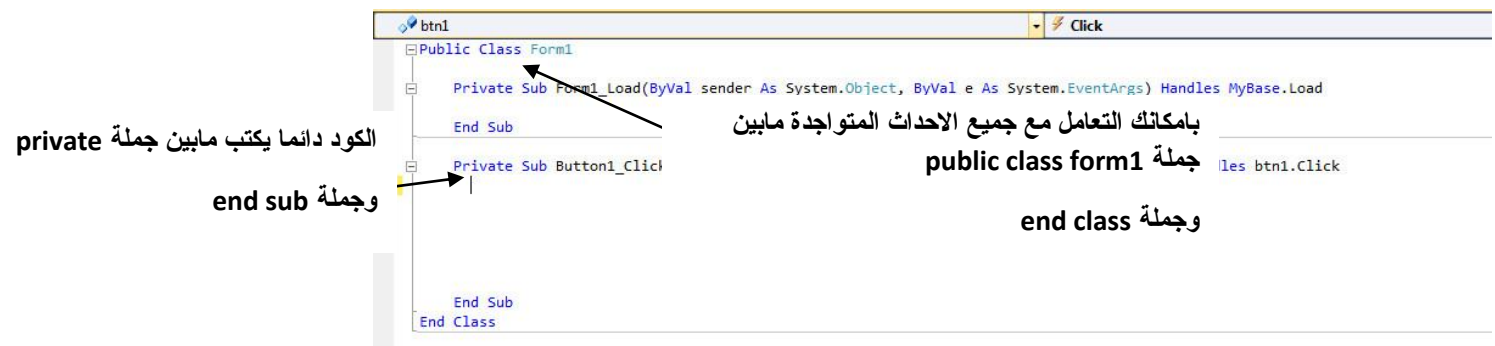 btn1
Click
Public Class Form1
Private Sub Form1_Load(ByVal sender As System.Object, ByVal e As System.EventArgs) Handles MyBase.Load
End Sub
بامكانك التعامل مع جميع الاحداث المتواجدة مابين
جملة public class form1
وجملة end class
الكود دائما يكتب مابين جملة private
وجملة end sub
Private Sub Button1_Click
les btn1.Click
End Sub
End Class